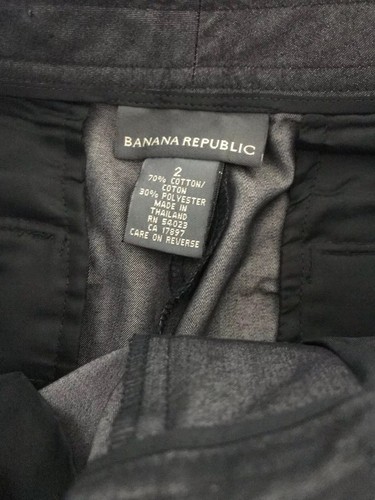 BANANA REPUBLIC
2
70% COTTON/
COTON
30% POLYESTER
MADE IN
THAILAND
RN 54023
CA 17897
CARE ON REVERSE